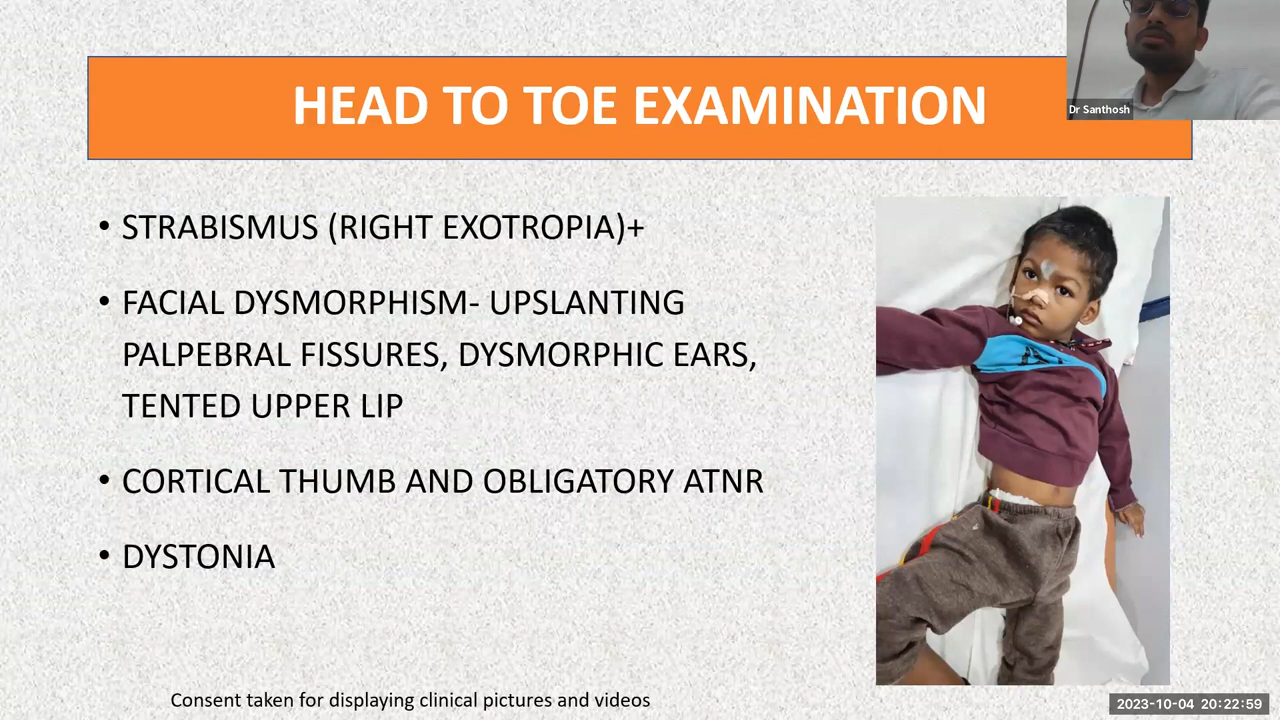 HEAD TO TOE EXAMINATION
Dr Santhosh
• STRABISMUS (RIGHT EXOTROPIA)+
• FACIAL DYSMORPHISM- UPSLANTING
PALPEBRAL FISSURES, DYSMORPHIC EARS,
TENTED UPPER LIP
• CORTICAL THUMB AND OBLIGATORY ATNR
• DYSTONIA
Consent taken for displaying clinical pictures and videos
2023-10-04 20:22:59